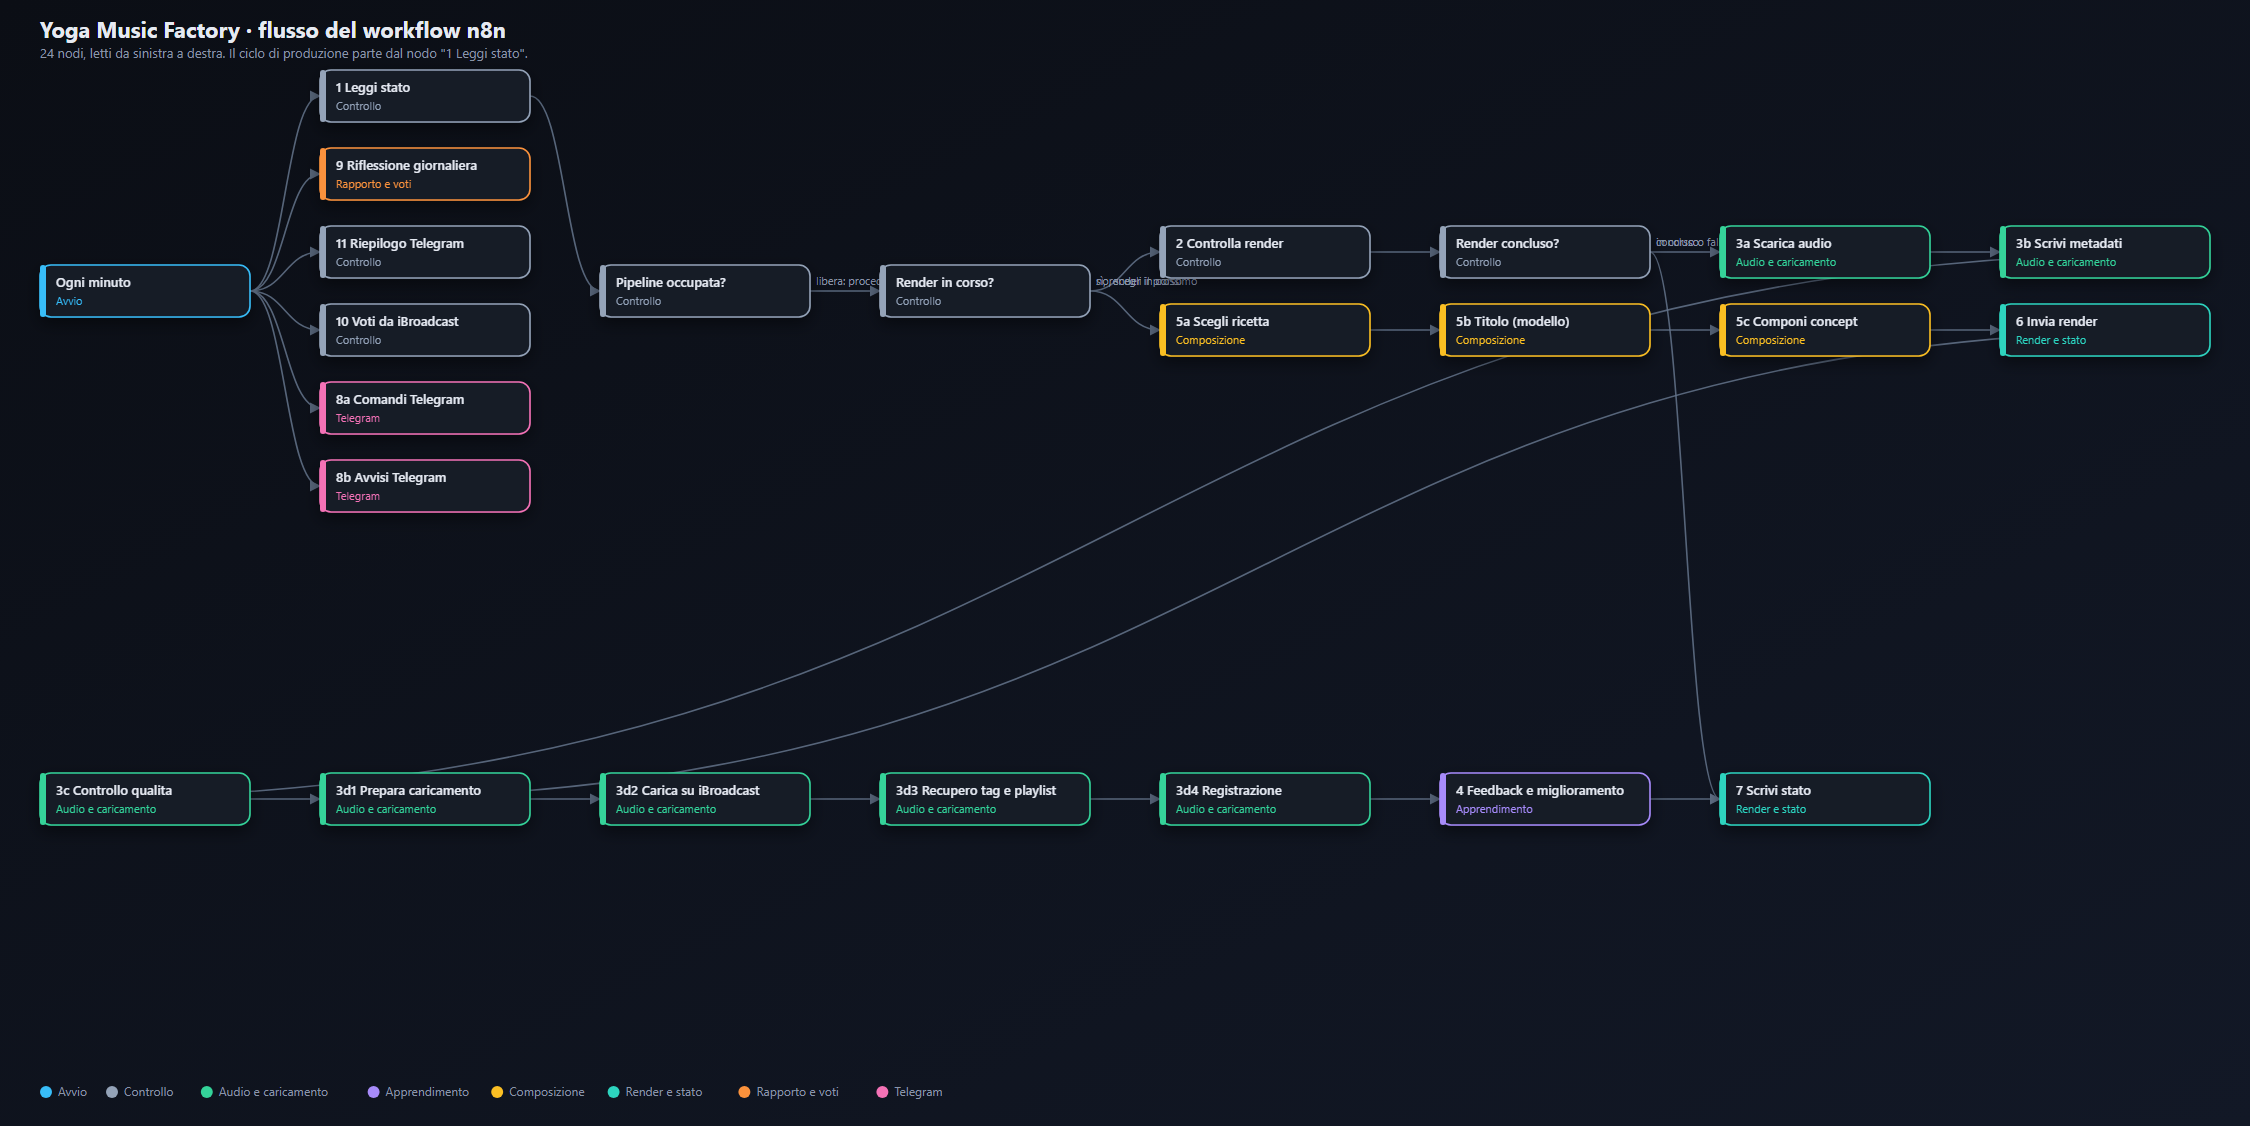 Yoga Music Factory · flusso del workflow n8n
24 nodi, letti da sinistra a destra. Il ciclo di produzione parte dal nodo "1 Leggi stato".
1 Leggi stato
Controllo
9 Riflessione giornaliera
Rapporto e voti
11 Riepilogo Telegram
Controllo
Ogni minuto
Avvio
10 Voti da iBroadcast
Controllo
8a Comandi Telegram
Telegram
8b Avvisi Telegram
Telegram
Pipeline occupata?
Controllo
libera:
Render in corso?
Controllo
2 Controlla render
Controllo
Render concluso?
Controllo
3a Scarica audio
Audio e caricamento
3b Scrivi metadati
Audio e caricamento
5a Scegli ricetta
Composizione
5b Titolo (modello)
Composizione
5c Componi concept
Composizione
6 Invia render
Render e stato
3c Controllo qualita
Audio e caricamento
3d1 Prepara caricamento
Audio e caricamento
3d2 Carica su iBroadcast
Audio e caricamento
3d3 Recupero tag e playlist
Audio e caricamento
3d4 Registrazione
Audio e caricamento
4 Feedback e miglioramento
Apprendimento
7 Scrivi stato
Render e stato
Avvio
Controllo
Audio e caricamento
Apprendimento
Composizione
Render e stato
Rapporto e voti
Telegram